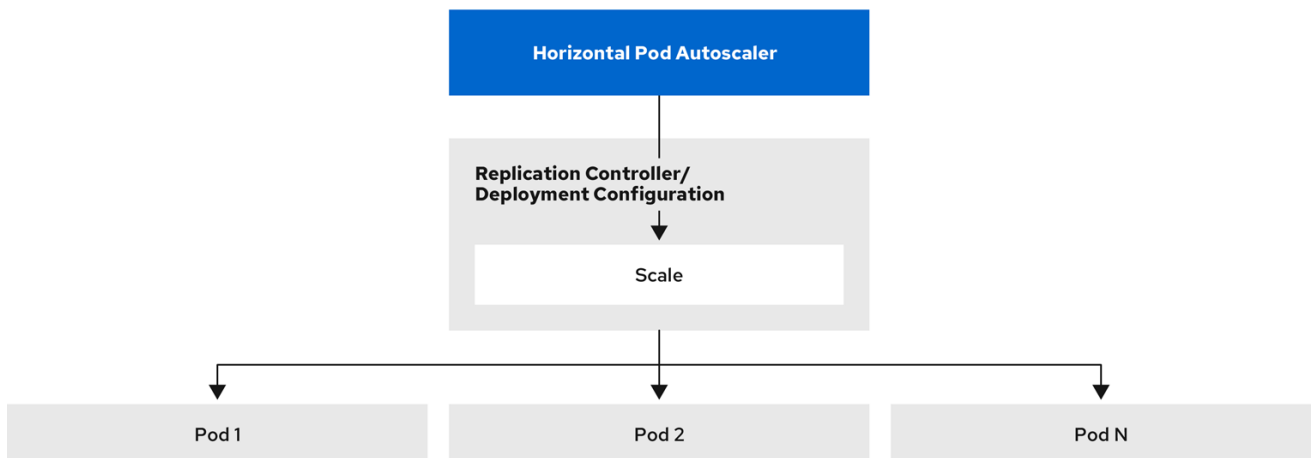 Horizontal Pod Autoscaler
Replication Controller/
Deployment Configuration
Scale
Pod 1
Pod 2
Pod N